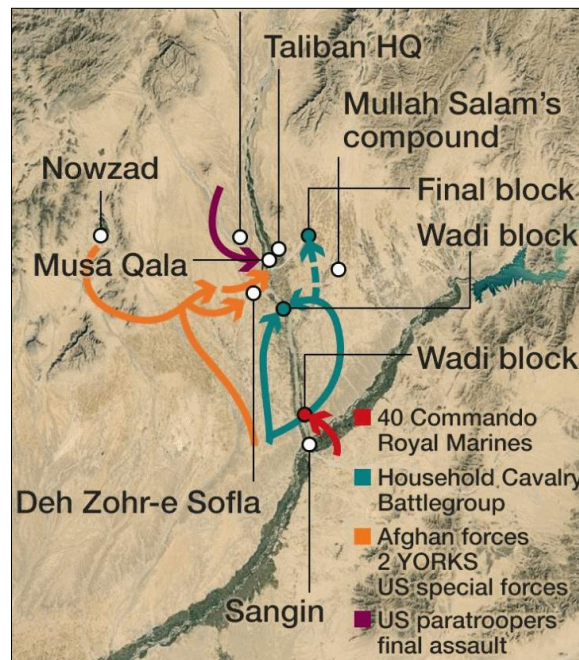 Taliban HQ
Mullah Salam's
compound
Nowzad
Final block
Wadi block
Musa Qala
Wadi block
40 Commando
Royal Marines
Household Cavalry
Battlegroup
Deh Zohr-e Sofla
Afghan forces
2 YORKS
US special forces
Sangin
US paratroopers
final assault